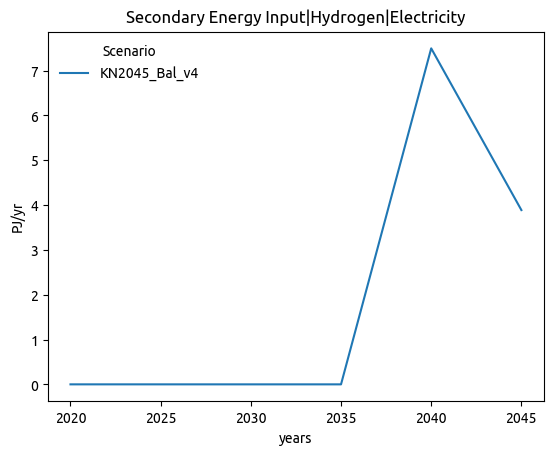 Secondary Energy Input|Hydrogen|Electricity
Scenario
KN2045_Bal_v4
7
6
5
4
3
2
1
0
PJ/yr
2020 2025 2030 2035 2040 2045
years